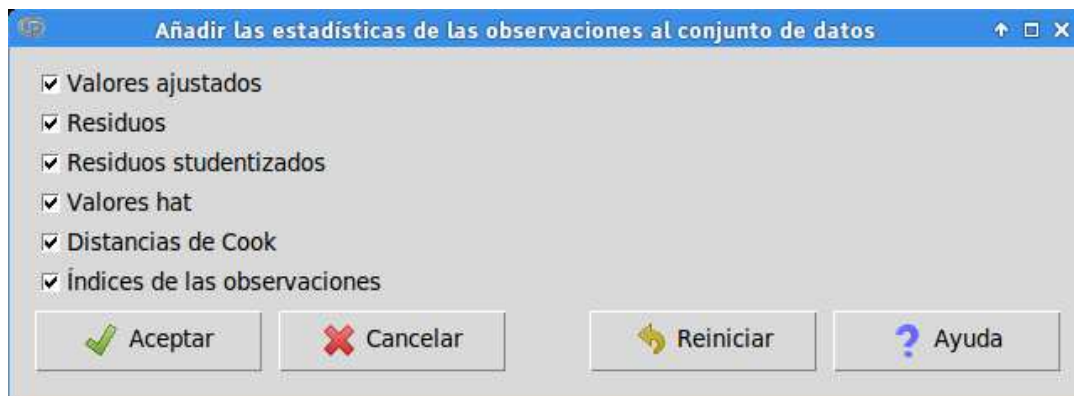 Añadir las estadísticas de las observaciones al conjunto de datos
Valores ajustados
Residuos
Residuos studentizados
Valores hat
Distancias de Cook
Índices de las observaciones
Aceptar Cancelar Reiniciar Ayuda